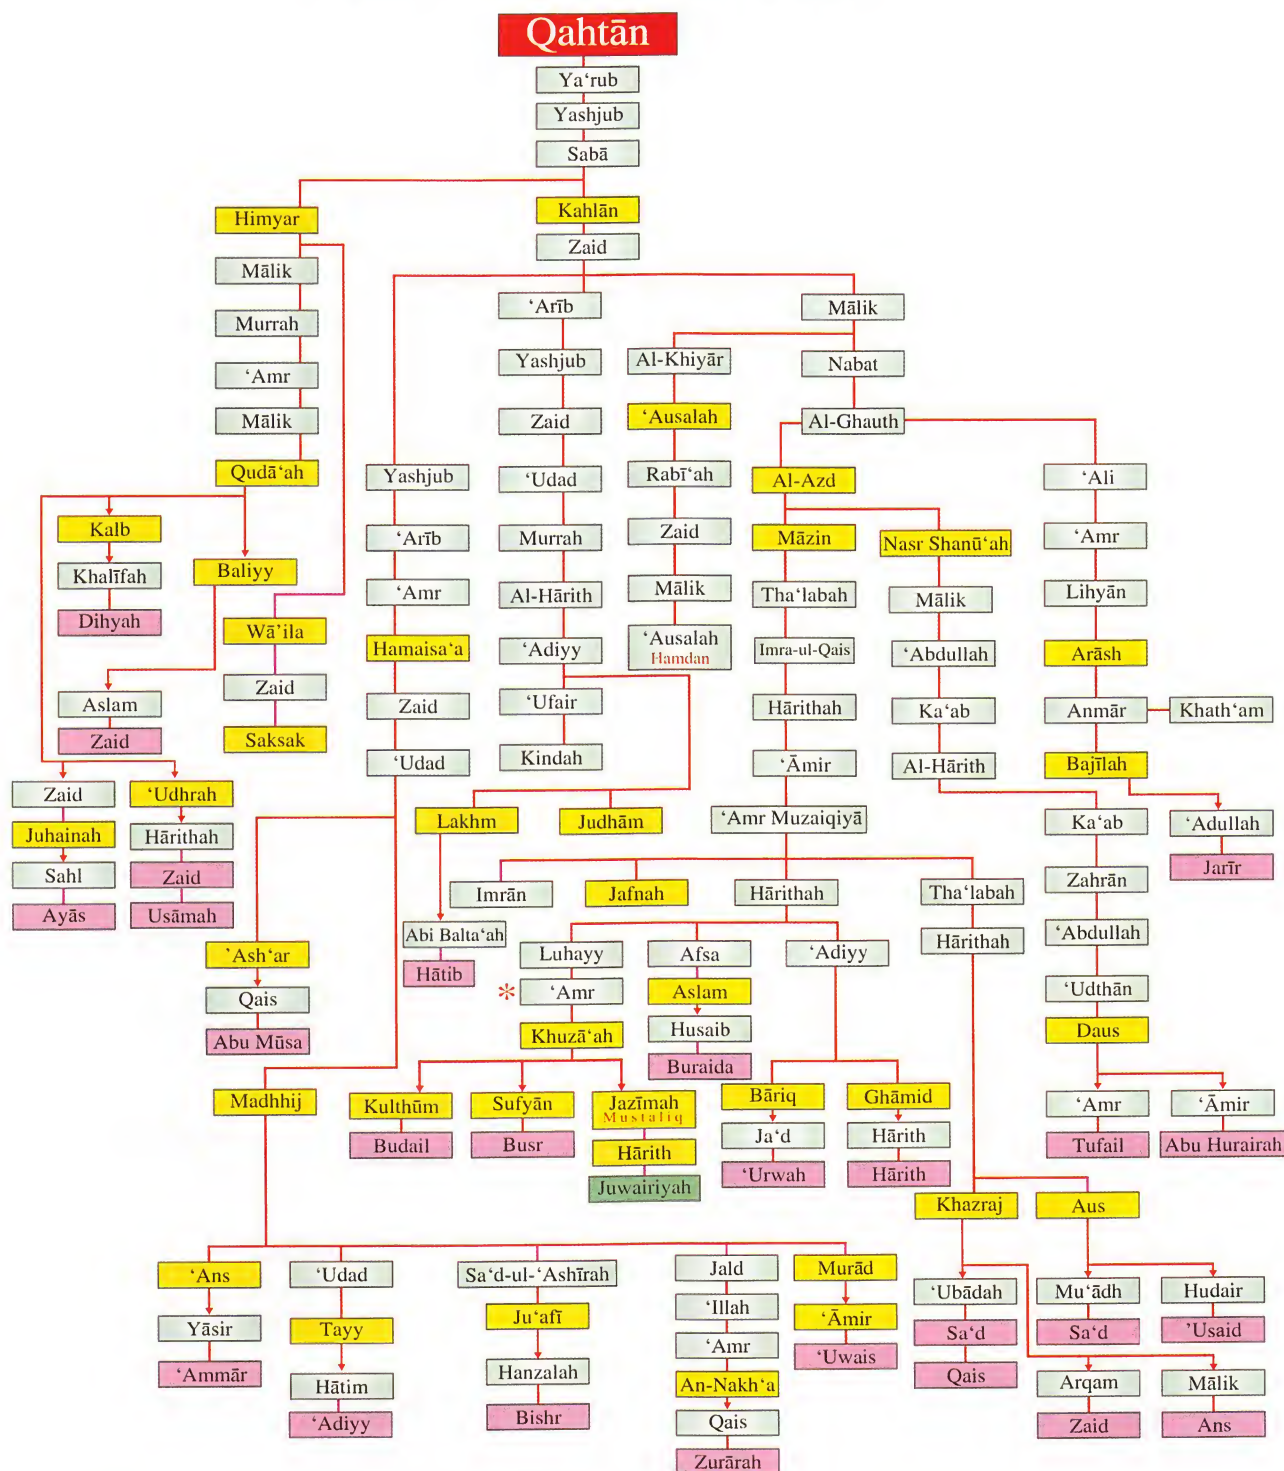 Qahtān
Ya‘rub
Yashjub
Sabā
Himyar
Kahlān
Zaid
Mālik
Murrah
‘Amr
Mālik
Qudā‘ah
‘Arīb
Yashjub
Zaid
‘Udad
Murrah
Al-Hārith
‘Adiyy
‘Ufair
Kindah
Mālik
Al-Khiyār
Nabat
‘Ausalah
Al-Ghauth
Rabī‘ah
Zaid
Mālik
‘Ausalah
Hamdan
Yashjub
‘Arīb
‘Amr
Hamaisa‘a
Zaid
‘Udad
Al-Azd
Māzin
Nasr Shanū‘ah
Tha‘labah
Imra-ul-Qais
Hārithah
‘Āmir
‘Amr Muzaiqiyā
Mālik
‘Abdullah
Ka‘ab
Al-Hārith
‘Ali
‘Amr
Lihyān
Arāsh
Anmār
Khath‘am
Bajīlah
‘Adullah
Jarīr
Kalb
Khalīfah
Dihyah
Baliyy
Aslam
Zaid
Wā’ila
Zaid
Saksak
Zaid
Juhainah
Sahl
Ayās
‘Udhrah
Hārithah
Zaid
Usāmah
Lakhm
Judhām
Abi Balta‘ah
Hātib
Imrān
Jafnah
Hārithah
Tha‘labah
Hārithah
Ka‘ab
Zahrān
‘Abdullah
‘Udthān
Daus
‘Amr
Tufail
‘Āmir
Abu Hurairah
’Ash‘ar
Qais
Abu Mūsa
Luhayy
* ‘Amr
Khuzā‘ah
Afsa
Aslam
Husaib
Buraida
‘Adiyy
Bāriq
Ja‘d
‘Urwah
Ghāmid
Hārith
Hārith
Kulthūm
Budail
Sufyān
Busr
Jazīmah
Mustaliq
Hārith
Juwairiyah
Madhhij
Khazraj
Aus
‘Ubādah
Sa‘d
Qais
Mu‘ādh
Sa‘d
Hudair
’Usaid
Arqam
Zaid
Mālik
Ans
‘Ans
Yāsir
‘Ammār
‘Udad
Tayy
Hātim
‘Adiyy
Sa‘d-ul-‘Ashīrah
Ju‘afī
Hanzalah
Bishr
Jald
‘Illah
‘Amr
An-Nakh‘a
Qais
Zurārah
Murād
‘Āmir
‘Uwais